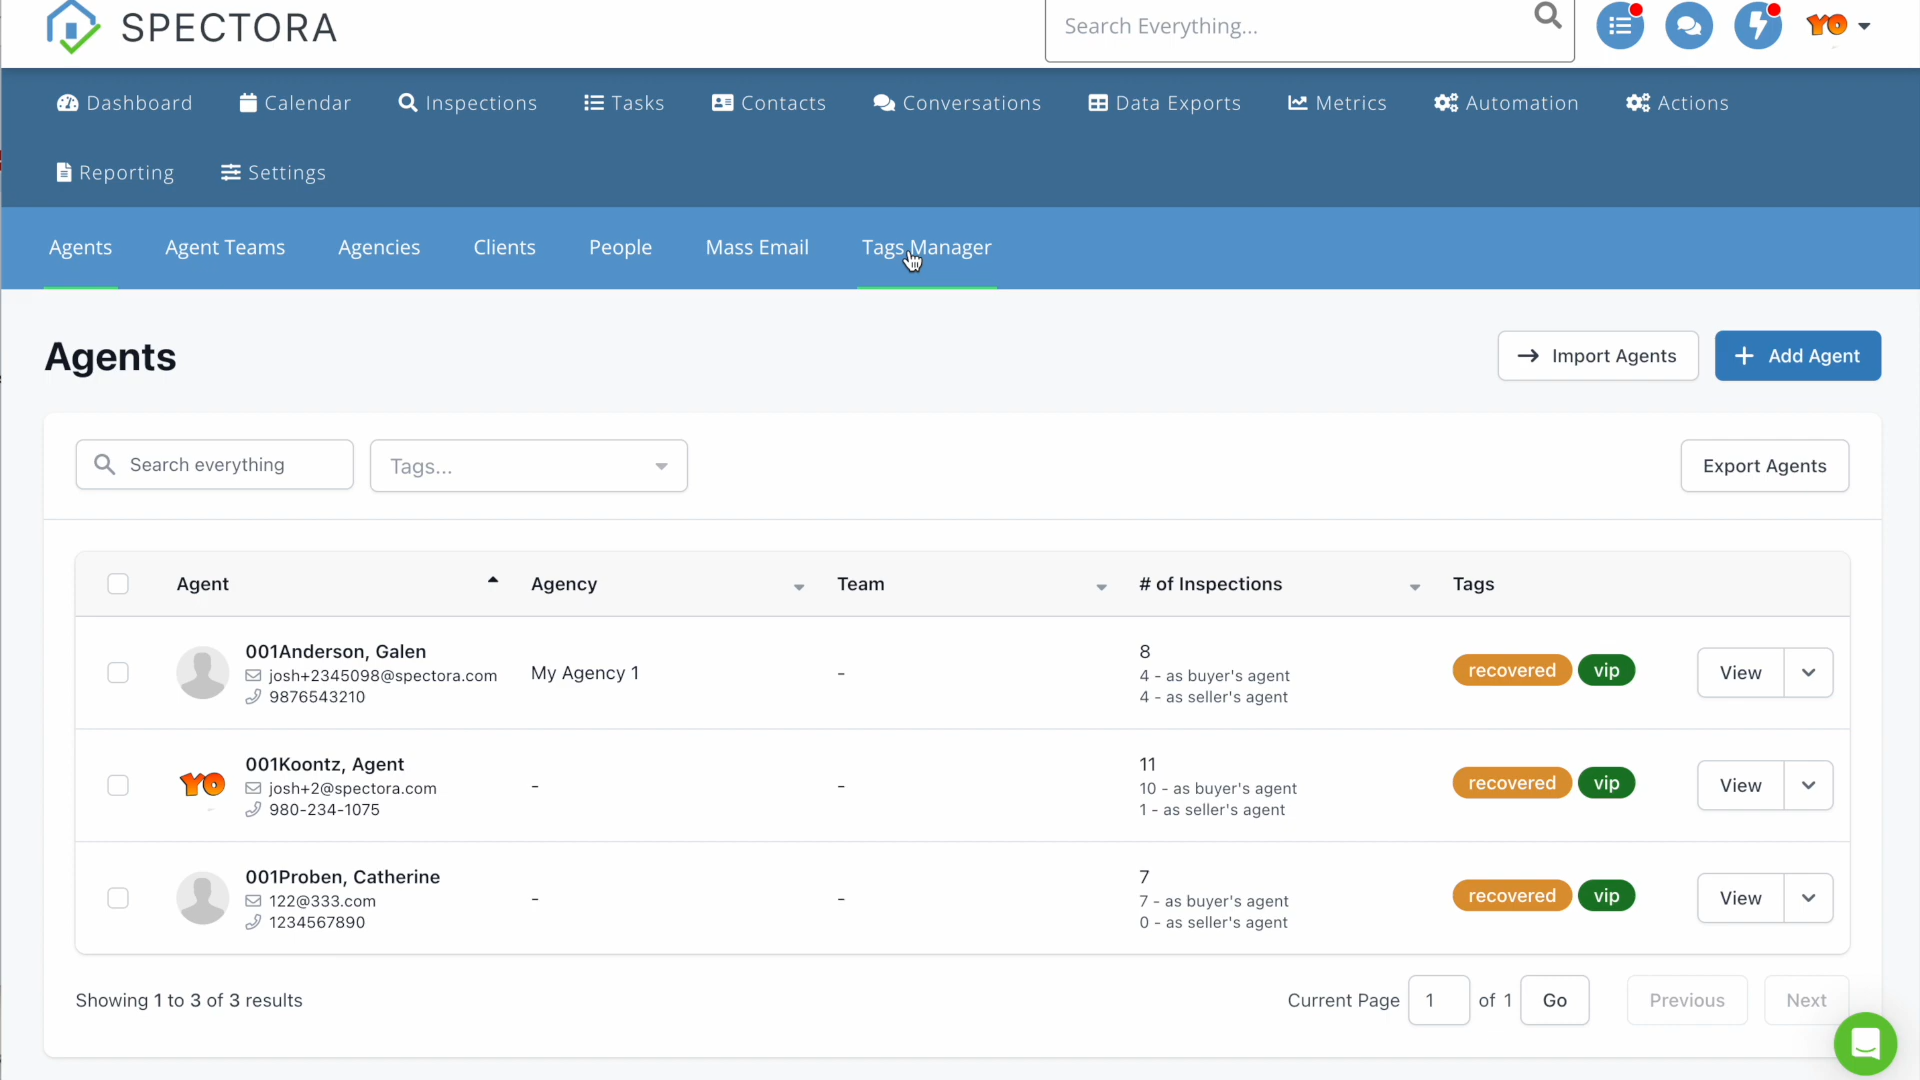 SPECTORA
Search Everything...
YO
Dashboard
Calendar
Inspections
Tasks
Contacts
Conversations
Data Exports
Metrics
Automation
Actions
Reporting
Settings
Agents
Agent Teams
Agencies
Clients
People
Mass Email
Tags Manager
Agents
Import Agents
Add Agent
Search everything
Tags...
Export Agents
Agent
Agency
Team
# of Inspections
Tags
001Anderson, Galen
josh+2345098@spectora.com
9876543210
My Agency 1
-
8
4 - as buyer's agent
4 - as seller's agent
recovered
vip
View
YO
001Koontz, Agent
josh+2@spectora.com
980-234-1075
-
-
11
10 - as buyer's agent
1 - as seller's agent
recovered
vip
View
001Proben, Catherine
122@333.com
1234567890
-
-
7
7 - as buyer's agent
0 - as seller's agent
recovered
vip
View
Showing 1 to 3 of 3 results
Current Page
1
of 1
Go
Previous
Next